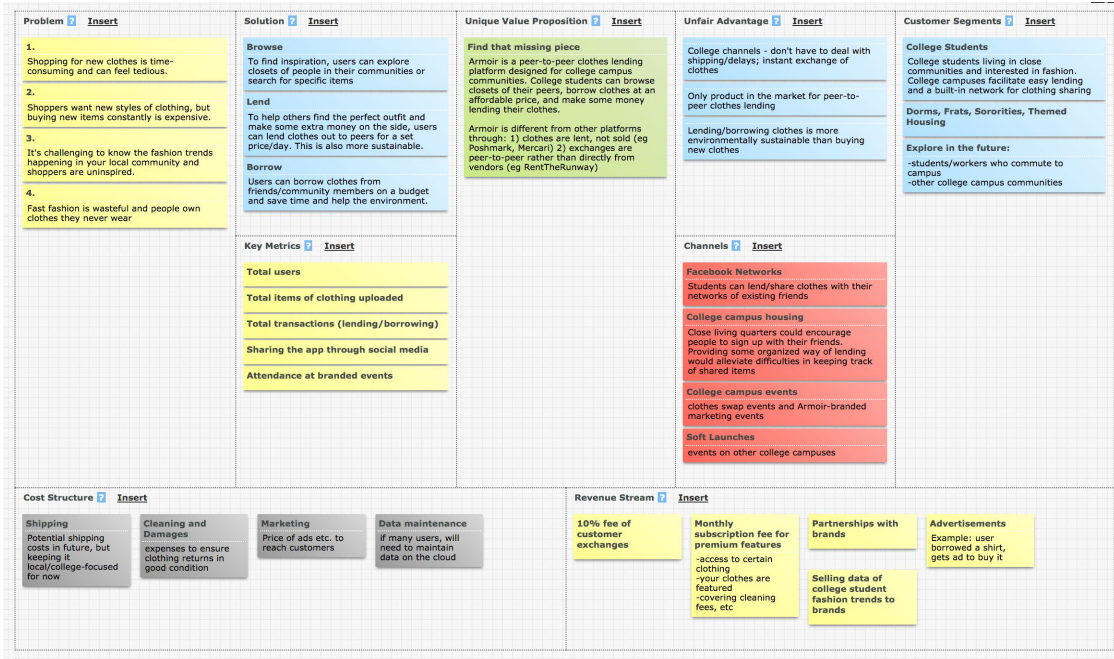 Problem ? Insert
1.
Shopping for new clothes is time-
consuming and can feel tedious.
2.
Shoppers want new styles of clothing, but
buying new items constantly is expensive.
3.
It's challenging to know the fashion trends
happening in your local community and
shoppers are uninspired.
4.
Fast fashion is wasteful and people own
clothes they never wear
Solution ? Insert
Browse
To find inspiration, users can explore
closets of people in their communities or
search for specific items
Lend
To help others find the perfect outfit and
make some extra money on the side, users
can lend clothes out to peers for a set
price/day. This is also more sustainable.
Borrow
Users can borrow clothes from
friends/community members on a budget
and save time and help the environment.
Key Metrics ? Insert
Total users
Total items of clothing uploaded
Total transactions (lending/borrowing)
Sharing the app through social media
Attendance at branded events
Unique Value Proposition ? Insert
Find that missing piece
Armoir is a peer-to-peer clothes lending
platform designed for college campus
communities. College students can browse
closets of their peers, borrow clothes at an
affordable price, and make some money
lending their clothes.
Armoir is different from other platforms
through: 1) clothes are lent, not sold (eg
Poshmark, Mercari) 2) exchanges are
peer-to-peer rather than directly from
vendors (eg RentTheRunway)
Unfair Advantage ? Insert
College channels - don't have to deal with
shipping/delays; instant exchange of
clothes
Only product in the market for peer-to-
peer clothes lending
Lending/borrowing clothes is more
environmentally sustainable than buying
new clothes
Channels ? Insert
Facebook Networks
Students can lend/share clothes with their
networks of existing friends
College campus housing
Close living quarters could encourage
people to sign up with their friends.
Providing some organized way of lending
would alleviate difficulties in keeping track
of shared items
College campus events
clothes swap events and Armoir-branded
marketing events
Soft Launches
events on other college campuses
Customer Segments ? Insert
College Students
College students living in close
communities and interested in fashion.
College campuses facilitate easy lending
and a built-in network for clothing sharing
Dorms, Frats, Sororities, Themed
Housing
Explore in the future:
-students/workers who commute to
campus
-other college campus communities
Cost Structure ? Insert
Shipping
Potential shipping
costs in future, but
keeping it
local/college-focused
for now
Cleaning and
Damages
expenses to ensure
clothing returns in
good condition
Marketing
Price of ads etc. to
reach customers
Data maintenance
if many users, will
need to maintain
data on the cloud
Revenue Stream ? Insert
10% fee of
customer
exchanges
Monthly
subscription fee for
premium features
-access to certain
clothing
-your clothes are
featured
-covering cleaning
fees, etc
Partnerships with
brands
Selling data of
college student
fashion trends to
brands
Advertisements
Example: user
borrowed a shirt,
gets ad to buy it